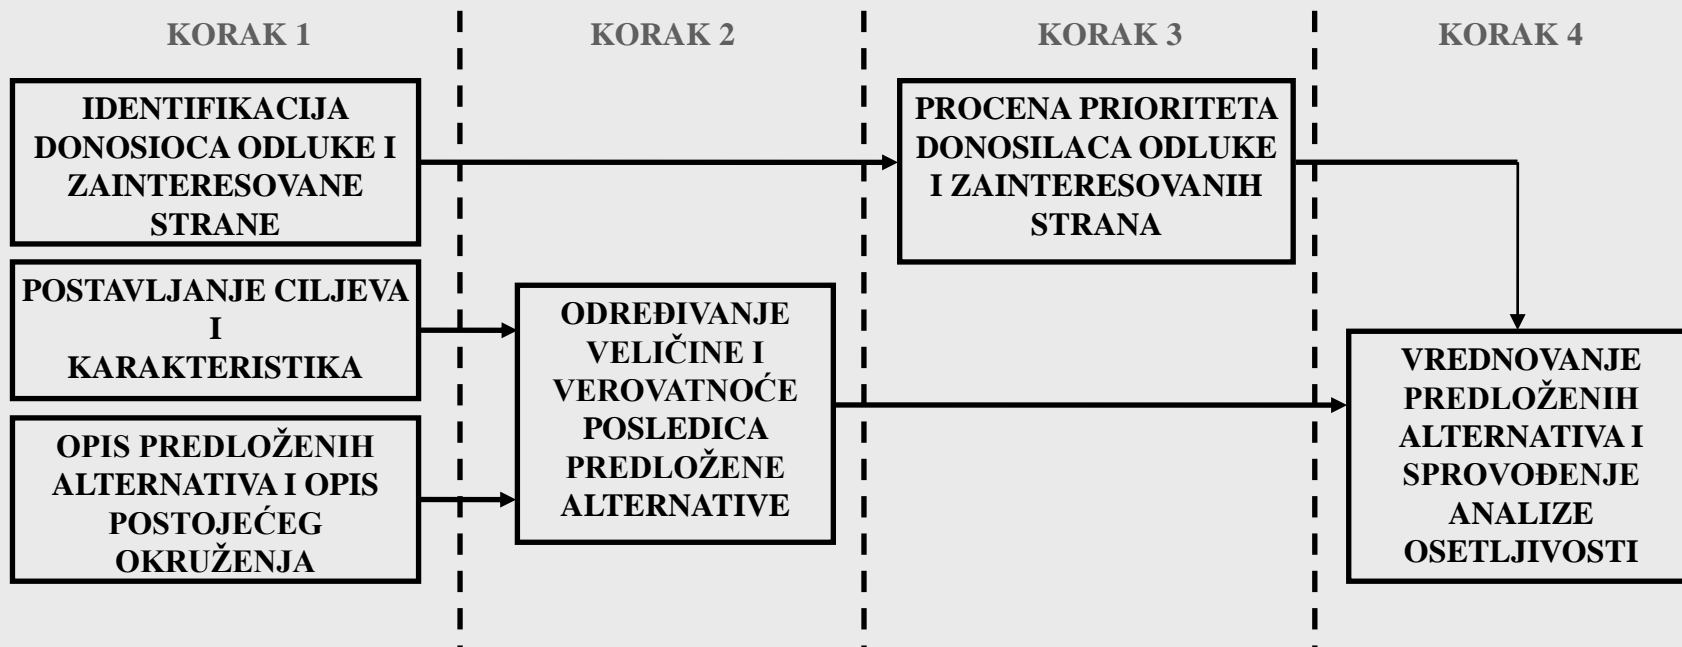 KORAK 1
KORAK 2
KORAK 3
KORAK 4
IDENTIFIKACIJA
DONOSIOCA ODLUKE I
ZAINTERESOVANE
STRANE
POSTAVLJANJE CILJEVA
I
KARAKTERISTIKA
OPIS PREDLOŽENIH
ALTERNATIVA I OPIS
POSTOJEĆEG
OKRUŽENJA
ODREĐIVANJE
VELIČINE I
VEROVATNOĆE
POSLEDICA
PREDLOŽENE
ALTERNATIVE
PROCENA PRIORITETA
DONOSILACA ODLUKE
I ZAINTERESOVANIH
STRANA
VREDNOVANJE
PREDLOŽENIH
ALTERNATIVA I
SPROVOĐENJE
ANALIZE
OSETLJIVOSTI